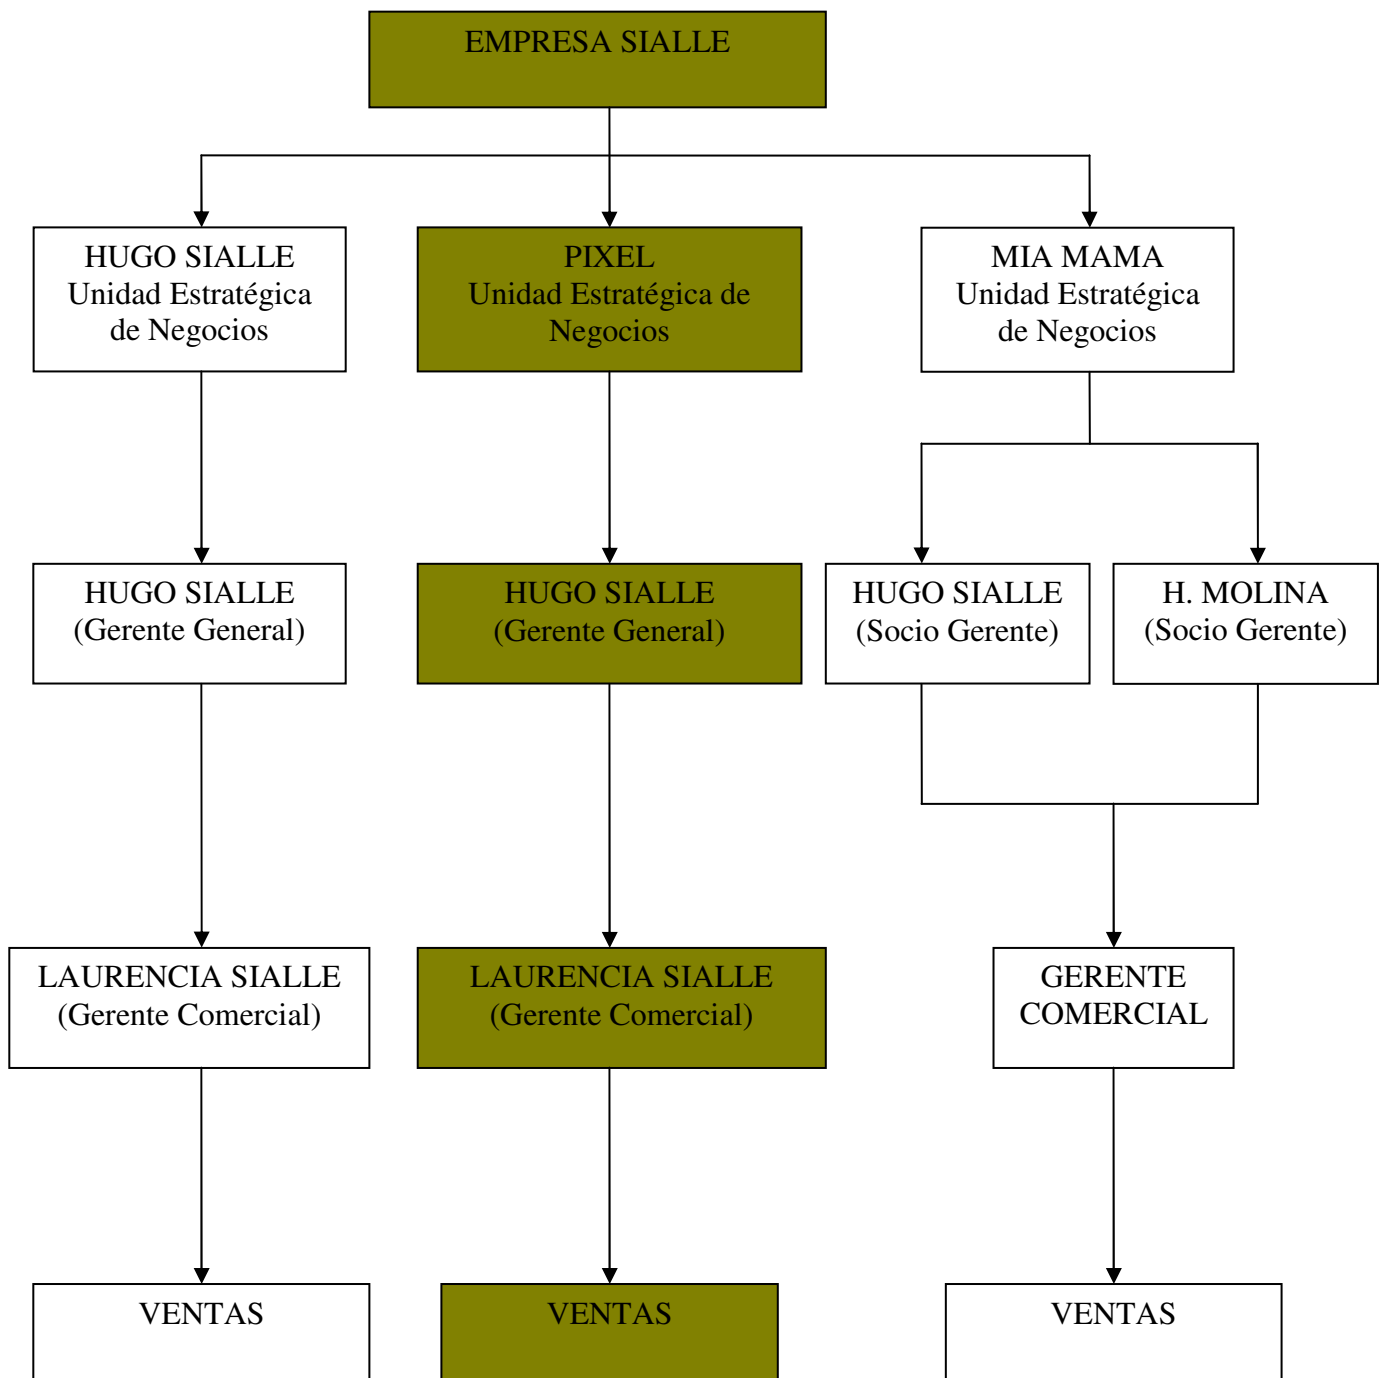 EMPRESA SIALLE
HUGO SIALLE
Unidad Estratégica
de Negocios
PIXEL
Unidad Estratégica de
Negocios
MIA MAMA
Unidad Estratégica
de Negocios
HUGO SIALLE
(Gerente General)
HUGO SIALLE
(Gerente General)
HUGO SIALLE
(Socio Gerente)
H. MOLINA
(Socio Gerente)
LAURENCIA SIALLE
(Gerente Comercial)
LAURENCIA SIALLE
(Gerente Comercial)
GERENTE
COMERCIAL
VENTAS
VENTAS
VENTAS